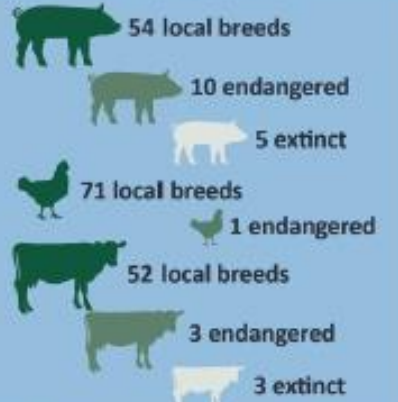 54 local breeds
10 endangered
5 extinct
71 local breeds
1 endangered
52 local breeds
3 endangered
3 extinct